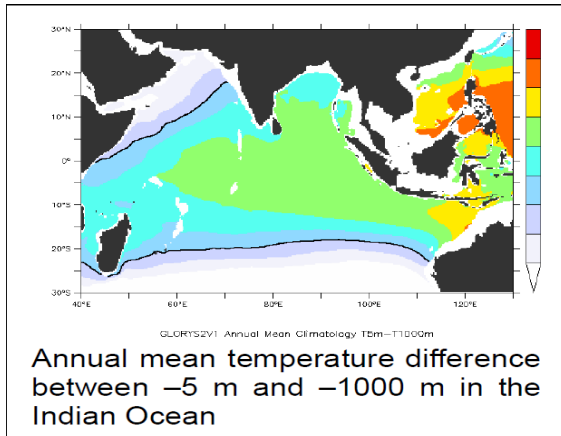 30°N
20°N
10°N
0°
10°S
20°S
30°S
40°E 60°E 80°E 100°E 120°E
GLORYS2V1 Annual Mean Climatology T5m-T1000m
Annual mean temperature difference
between –5 m and –1000 m in the
Indian Ocean